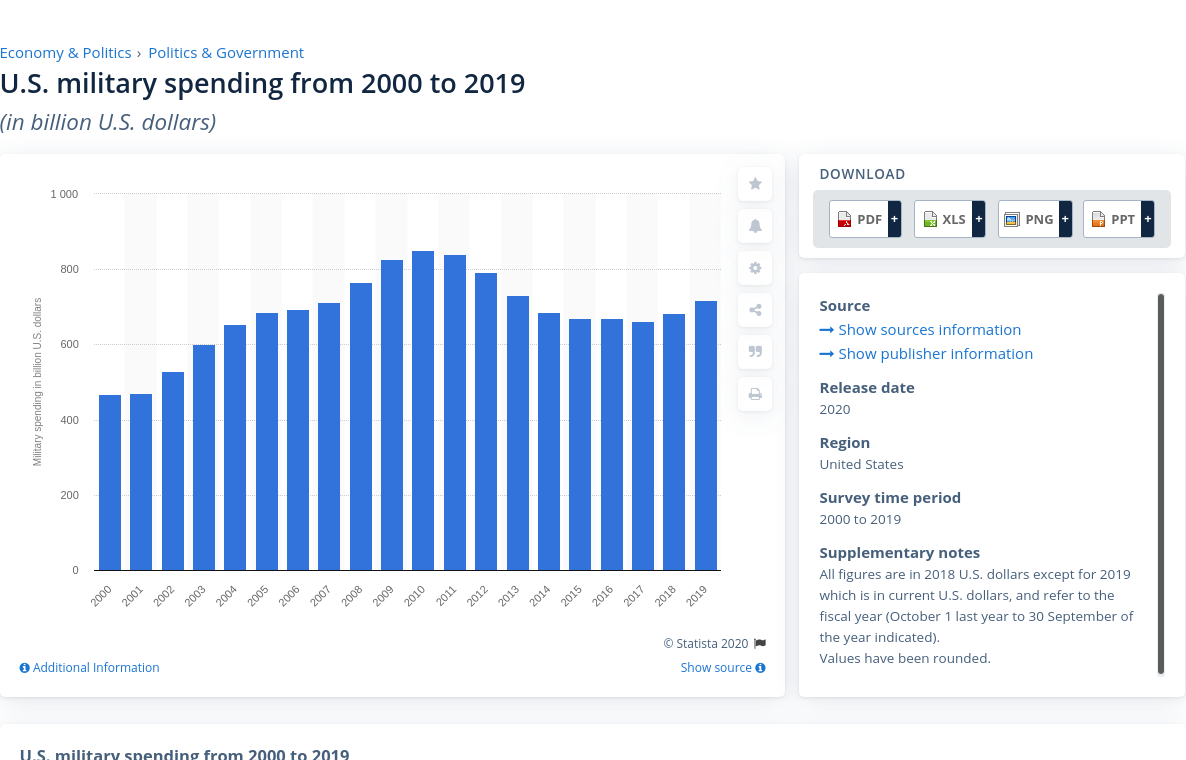 Economy & Politics › Politics & Government
U.S. military spending from 2000 to 2019
(in billion U.S. dollars)
Military spending in billion U.S. dollars
1 000
800
600
400
200
0
2000 2001 2002 2003 2004 2005 2006 2007 2008 2009 2010 2011 2012 2013 2014 2015 2016 2017 2018 2019
© Statista 2020
Additional Information
Show source
DOWNLOAD
PDF + XLS + PNG + PPT +
Source
Show sources information
Show publisher information
Release date
2020
Region
United States
Survey time period
2000 to 2019
Supplementary notes
All figures are in 2018 U.S. dollars except for 2019
which is in current U.S. dollars, and refer to the
fiscal year (October 1 last year to 30 September of
the year indicated).
Values have been rounded.
U.S. military spending from 2000 to 2019